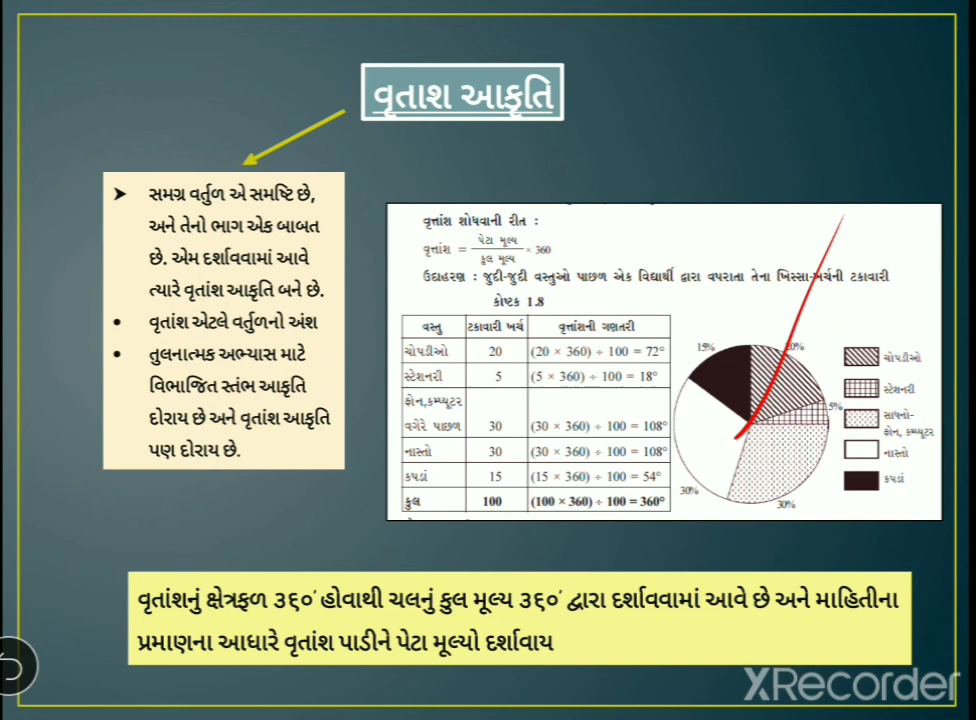 વૃતાશ આકૃતિ
➤ સમગ્ર વર્તુળ એ સમષ્ટિ છે,
અને તેનો ભાગ એક બાબત
છે. એમ દર્શાવવામાં આવે
ત્યારે વૃતાંશ આકૃતિ બને છે.
• વૃતાંશ એટલે વર્તુળનો અંશ
• તુલનાત્મક અભ્યાસ માટે
વિભાજિત સ્તંભ આકૃતિ
દોરાય છે અને વૃતાંશ આકૃતિ
પણ દોરાય છે.
વૃત્તાંશ શોધવાની રીત :
વૃત્તાંશ = પેટા મૂલ્ય / કુલ મૂલ્ય × 360
ઉદાહરણ : જુદી-જુદી વસ્તુઓ પાછળ એક વિદ્યાર્થી દ્વારા વપરાતા તેના ખિસ્સા-ખર્ચની ટકાવારી
કોષ્ટક 1.8
વસ્તુ ટકાવારી ખર્ચ વૃત્તાંશની ગણતરી
ચોપડીઓ 20 (20 × 360) ÷ 100 = 72°
સ્ટેશનરી 5 (5 × 360) ÷ 100 = 18°
ફોન,કમ્પ્યૂટર
વગેરે પાછળ 30 (30 × 360) ÷ 100 = 108°
નાસ્તો 30 (30 × 360) ÷ 100 = 108°
કપડાં 15 (15 × 360) ÷ 100 = 54°
કુલ 100 (100 × 360) ÷ 100 = 360°
15%
20%
5%
30%
30%
ચોપડીઓ
સ્ટેશનરી
સાધનો-
ફોન, કમ્પ્યૂટર
નાસ્તો
કપડાં
વૃતાંશનું ક્ષેત્રફળ ૩૬૦' હોવાથી ચલનું કુલ મૂલ્ય ૩૬૦' દ્વારા દર્શાવવામાં આવે છે અને માહિતીના
પ્રમાણના આધારે વૃતાંશ પાડીને પેટા મૂલ્યો દર્શાવાય
XRecorder